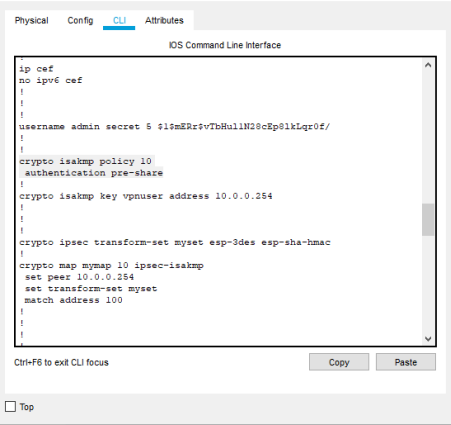 Physical Config CLI Attributes
IOS Command Line Interface
!
ip cef
no ipv6 cef
!
!
!
username admin secret 5 $1$mERr$vTbHul1N28cEp8lkLqr0f/
!
!
crypto isakmp policy 10
authentication pre-share
!
crypto isakmp key vpnuser address 10.0.0.254
!
!
!
crypto ipsec transform-set myset esp-3des esp-sha-hmac
!
crypto map mymap 10 ipsec-isakmp
set peer 10.0.0.254
set transform-set myset
match address 100
!
!
!
!
Ctrl+F6 to exit CLI focus Copy Paste
Top